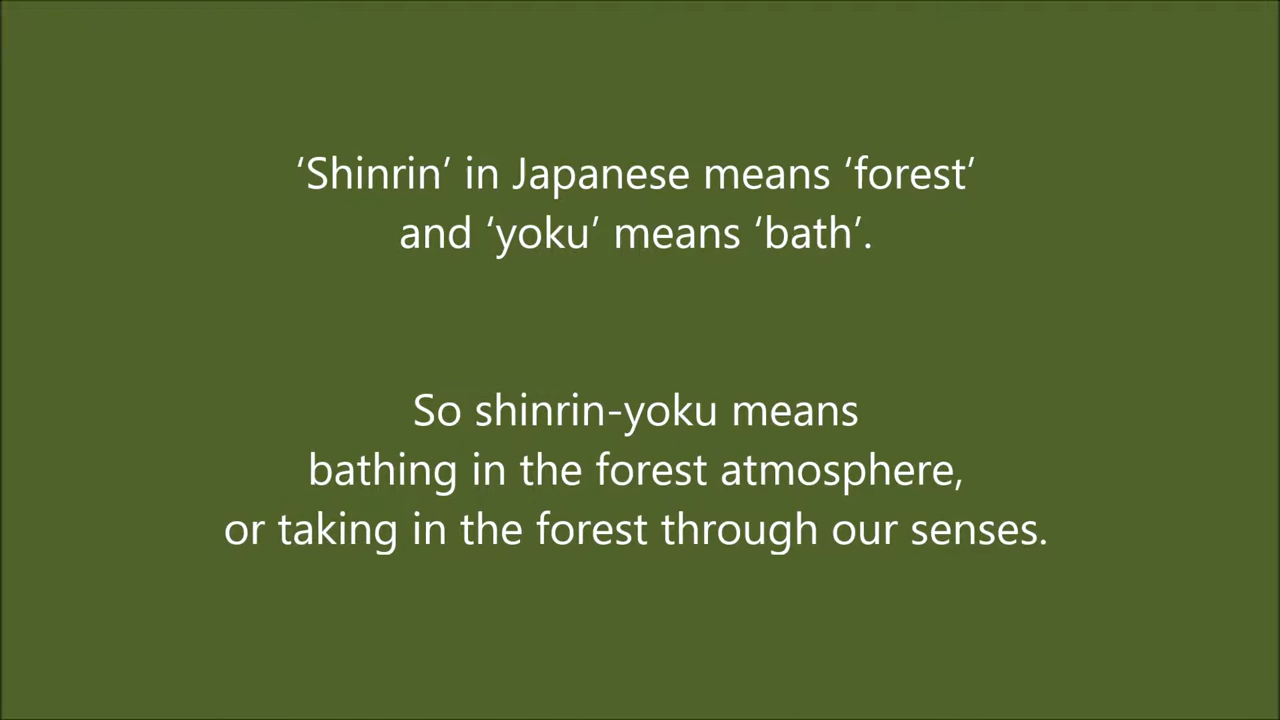 ‘Shinrin’ in Japanese means ‘forest’
and ‘yoku’ means ‘bath’.
So shinrin-yoku means
bathing in the forest atmosphere,
or taking in the forest through our senses.